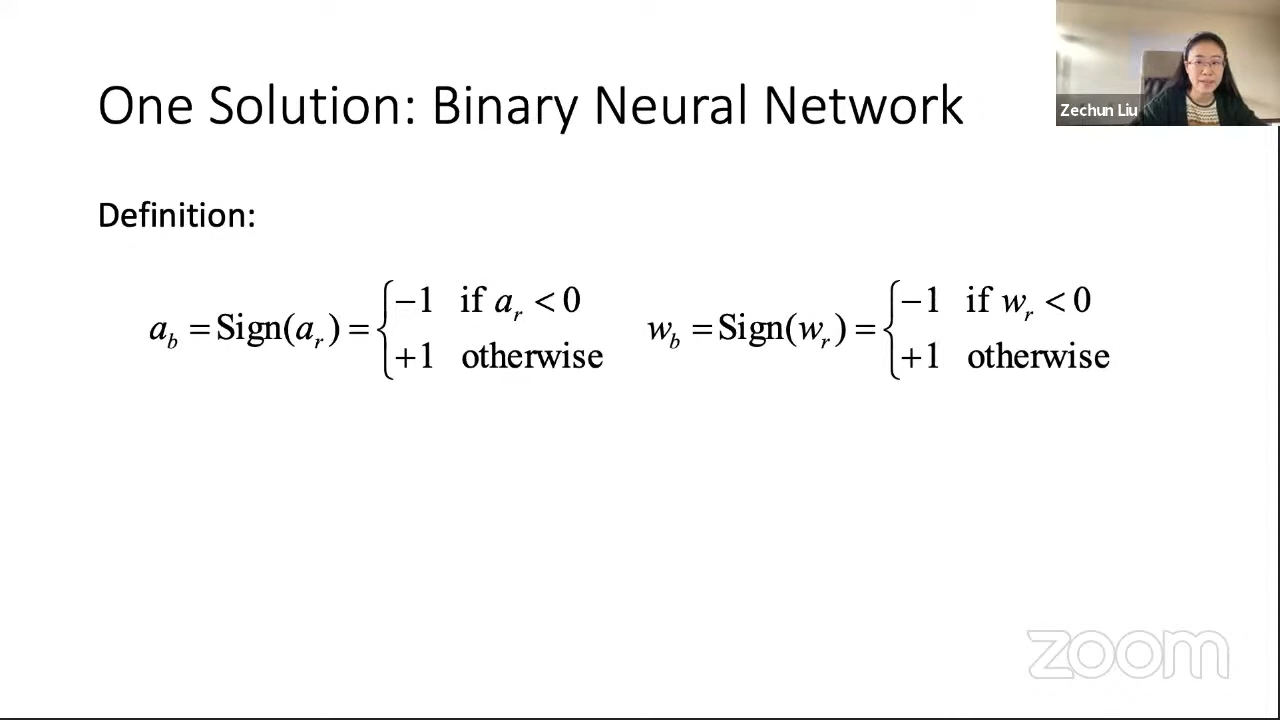 One Solution: Binary Neural Network
Zechun Liu
Definition:
a_b = Sign(a_r) = { −1 if a_r < 0
+1 otherwise
w_b = Sign(w_r) = { −1 if w_r < 0
+1 otherwise
zoom